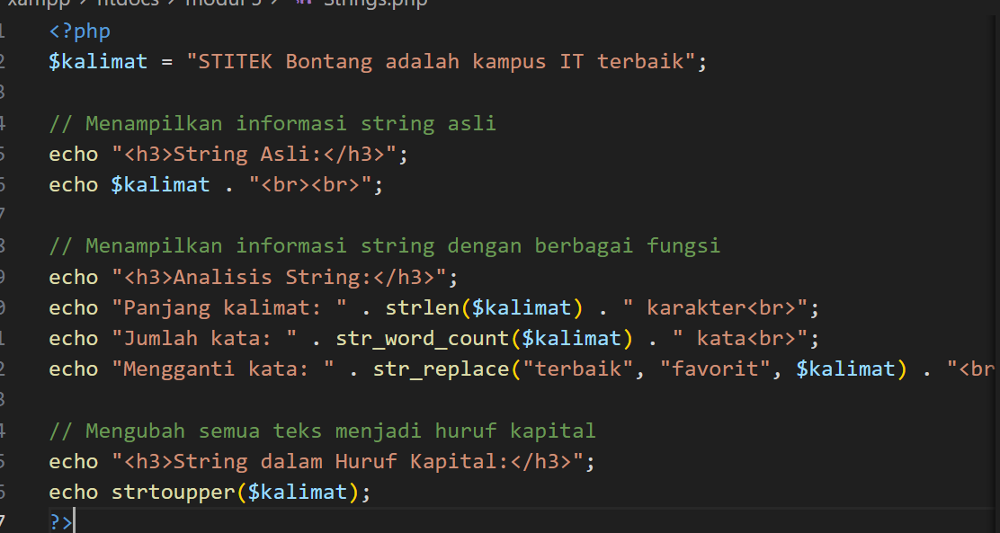 xampp > htdocs > modul 5 > Strings.php
<?php
$kalimat = "STITEK Bontang adalah kampus IT terbaik";
// Menampilkan informasi string asli
echo "<h3>String Asli:</h3>";
echo $kalimat . "<br><br>";
// Menampilkan informasi string dengan berbagai fungsi
echo "<h3>Analisis String:</h3>";
echo "Panjang kalimat: " . strlen($kalimat) . " karakter<br>";
echo "Jumlah kata: " . str_word_count($kalimat) . " kata<br>";
echo "Mengganti kata: " . str_replace("terbaik", "favorit", $kalimat) . "<br
// Mengubah semua teks menjadi huruf kapital
echo "<h3>String dalam Huruf Kapital:</h3>";
echo strtoupper($kalimat);
?>